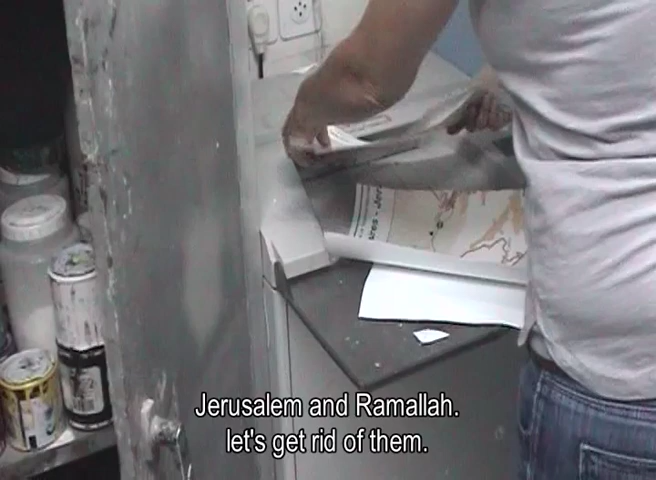 Jerusalem and Ramallah.
let's get rid of them.